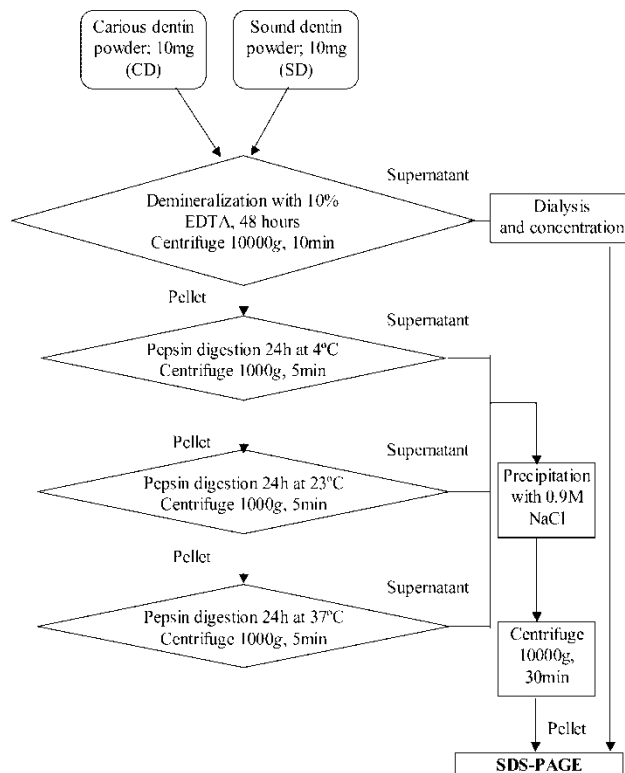 Carious dentin
powder; 10mg
(CD)
Sound dentin
powder; 10mg
(SD)
Supernatant
Demineralization with 10%
EDTA, 48 hours
Centrifuge 10000g, 10min
Dialysis
and concentration
Pellet
Supernatant
Pepsin digestion 24h at 4ºC
Centrifuge 1000g, 5min
Pellet
Supernatant
Pepsin digestion 24h at 23ºC
Centrifuge 1000g, 5min
Precipitation
with 0.9M
NaCl
Pellet
Supernatant
Pepsin digestion 24h at 37ºC
Centrifuge 1000g, 5min
Centrifuge
10000g,
30min
Pellet
SDS-PAGE